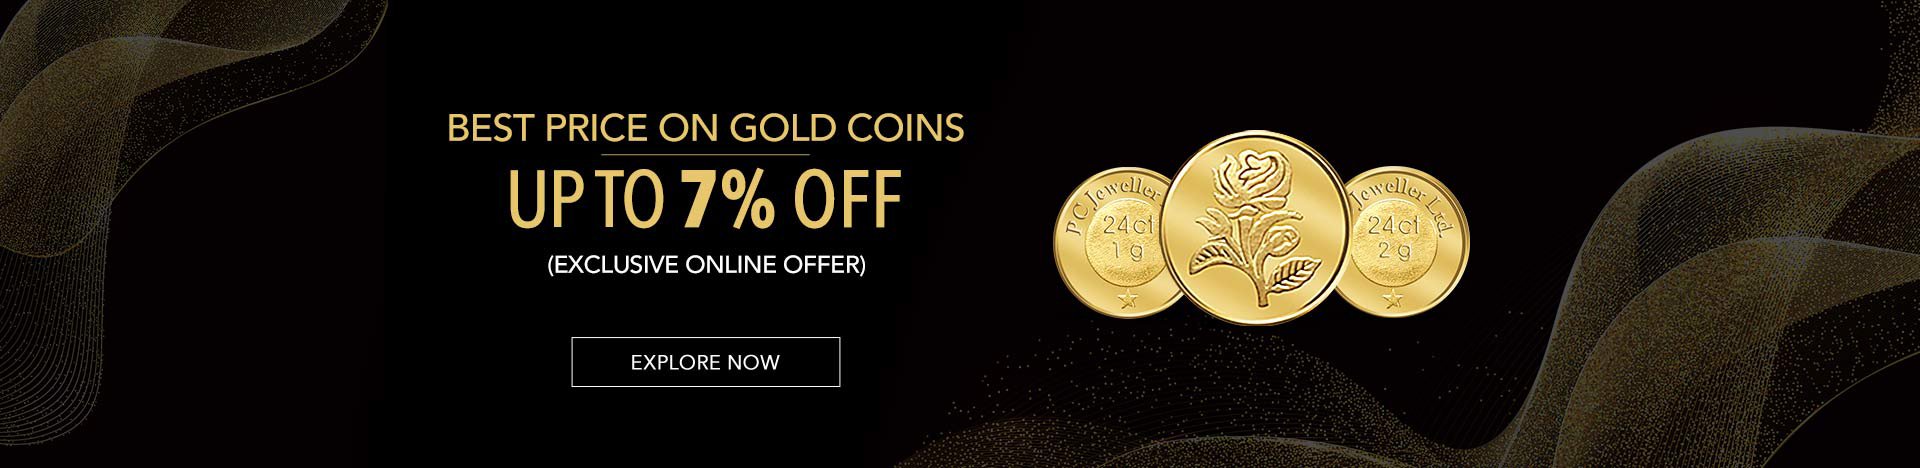 BEST PRICE ON GOLD COINS
UP TO 7% OFF
(EXCLUSIVE ONLINE OFFER)
EXPLORE NOW
P C Jeweller
24ct
1 g
Jeweller Ltd.
24ct
2 g